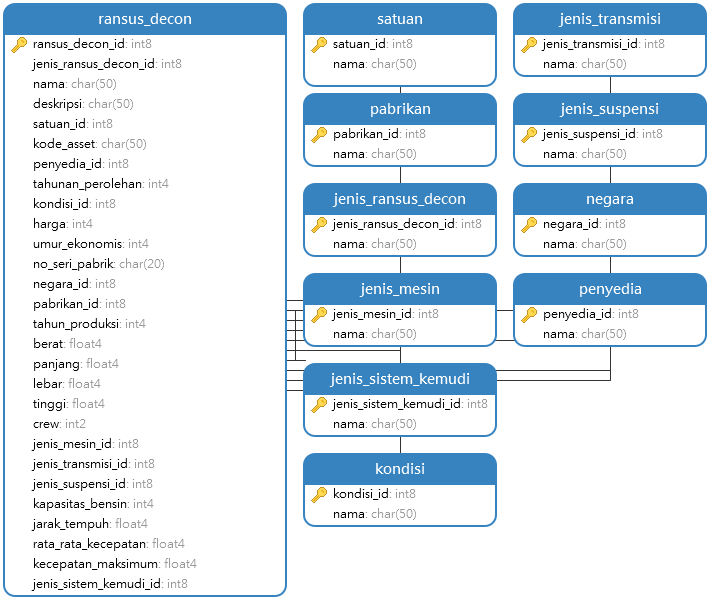 ransus_decon
ransus_decon_id: int8
jenis_ransus_decon_id: int8
nama: char(50)
deskripsi: char(50)
satuan_id: int8
kode_asset: char(50)
penyedia_id: int8
tahunan_perolehan: int4
kondisi_id: int8
harga: int4
umur_ekonomis: int4
no_seri_pabrik: char(20)
negara_id: int8
pabrikan_id: int8
tahun_produksi: int4
berat: float4
panjang: float4
lebar: float4
tinggi: float4
crew: int2
jenis_mesin_id: int8
jenis_transmisi_id: int8
jenis_suspensi_id: int8
kapasitas_bensin: int4
jarak_tempuh: float4
rata_rata_kecepatan: float4
kecepatan_maksimum: float4
jenis_sistem_kemudi_id: int8
satuan
satuan_id: int8
nama: char(50)
pabrikan
pabrikan_id: int8
nama: char(50)
jenis_ransus_decon
jenis_ransus_decon_id: int8
nama: char(50)
jenis_mesin
jenis_mesin_id: int8
nama: char(50)
jenis_sistem_kemudi
jenis_sistem_kemudi_id: int8
nama: char(50)
kondisi
kondisi_id: int8
nama: char(50)
jenis_transmisi
jenis_transmisi_id: int8
nama: char(50)
jenis_suspensi
jenis_suspensi_id: int8
nama: char(50)
negara
negara_id: int8
nama: char(50)
penyedia
penyedia_id: int8
nama: char(50)